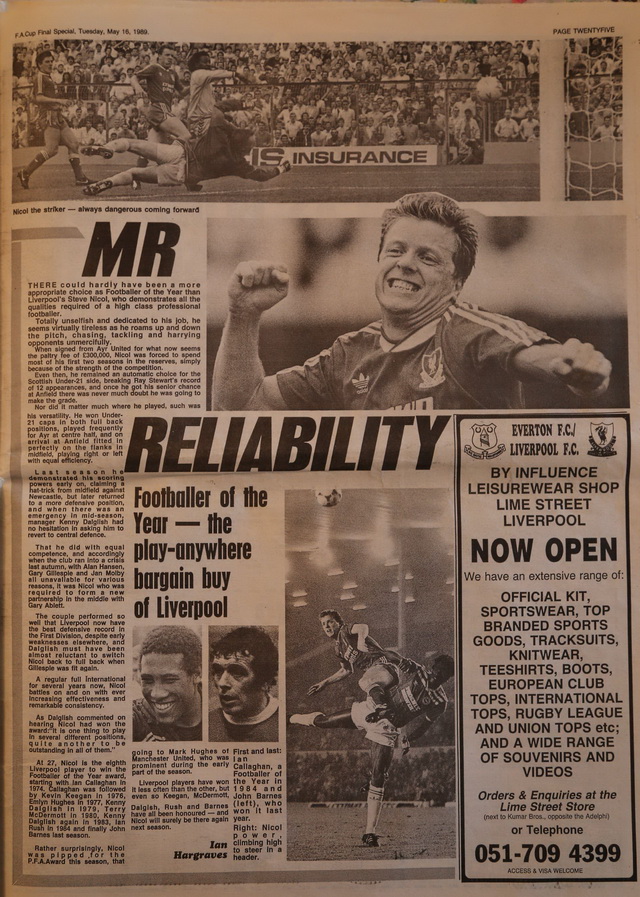 F.A.Cup Final Special, Tuesday, May 16, 1989.
PAGE TWENTYFIVE
IS INSURANCE
Nicol the striker — always dangerous coming forward
MR
THERE could hardly have been a more
appropriate choice as Footballer of the Year than
Liverpool's Steve Nicol, who demonstrates all the
qualities required of a high class professional
footballer.
Totally unselfish and dedicated to his job, he
seems virtually tireless as he roams up and down
the pitch, chasing, tackling and harrying
opponents unmercifully.
When signed from Ayr United for what now seems
the paltry fee of £300,000, Nicol was forced to spend
most of his first two seasons in the reserves, simply
because of the strength of the competition.
Even then, he remained an automatic choice for the
Scottish Under-21 side, breaking Ray Stewart's record
of 12 appearances, and once he got his senior chance
at Anfield there was never much doubt he was going to
make the grade.
Nor did it matter much where he played, such was
his versatility. He won Under-
21 caps in both full back
positions, played frequently
for Ayr at centre half, and on
arrival at Anfield fitted in
perfectly on the flanks in
midfield, playing right or left
with equal efficiency.
Last season he
demonstrated his scoring
powers early on, claiming a
hat-trick from midfield against
Newcastle, but later returned
to a more defensive position,
and when there was an
emergency in mid-season,
manager Kenny Dalglish had
no hesitation in asking him to
revert to central defence.
That he did with equal
competence, and accordingly
when the club ran into a crisis
last autumn, with Alan Hansen,
Gary Gillespie and Jan Molby
all unavailable for various
reasons, it was Nicol who was
required to form a new
partnership in the middle with
Gary Ablett.
The couple performed so
well that Liverpool now have
the best defensive record in
the First Division, despite early
weaknesses elsewhere, and
Dalglish must have been
almost reluctant to switch
Nicol back to full back when
Gillespie was fit again.
A regular full International
for several years now, Nicol
battles on and on with ever
increasing effectiveness and
remarkable consistency.
As Dalglish commented on
hearing Nicol had won the
award:"It is one thing to play
in several different positions,
quite another to be
outstanding in all of them."
At 27, Nicol is the eighth
Liverpool player to win the
Footballer of the Year award,
starting with Ian Callaghan in
1974. Callaghan was followed
by Kevin Keegan in 1976,
Emlyn Hughes in 1977, Kenny
Dalglish in 1979, Terry
McDermott in 1980, Kenny
Dalglish again in 1983, Ian
Rush in 1984 and finally John
Barnes last season.
Rather surprisingly, Nicol
was pipped for the
P.F.A Award this season, that
RELIABILITY
Footballer of the
Year — the
play-anywhere
bargain buy
of Liverpool
going to Mark Hughes of
Manchester United, who was
prominent during the early
part of the season.
Liverpool players have won
it less often than the other, but
even so Keegan, McDermott,
Dalglish, Rush and Barnes
have all been honoured — and
Nicol will surely be there again
next season.
Ian
Hargraves
First and last:
Ian
Callaghan, a
Footballer of
the Year in
1984 and
John Barnes
(left), who
won it last
year.
Right: Nicol
power,
climbing high
to steer in a
header.
EVERTON F.C./
LIVERPOOL F.C.
BY INFLUENCE
LEISUREWEAR SHOP
LIME STREET
LIVERPOOL
NOW OPEN
We have an extensive range of:
OFFICIAL KIT,
SPORTSWEAR, TOP
BRANDED SPORTS
GOODS, TRACKSUITS,
KNITWEAR,
TEESHIRTS, BOOTS,
EUROPEAN CLUB
TOPS, INTERNATIONAL
TOPS, RUGBY LEAGUE
AND UNION TOPS etc;
AND A WIDE RANGE
OF SOUVENIRS AND
VIDEOS
Orders & Enquiries at the
Lime Street Store
(next to Kumar Bros., opposite the Adelphi)
or Telephone
051-709 4399
ACCESS & VISA WELCOME